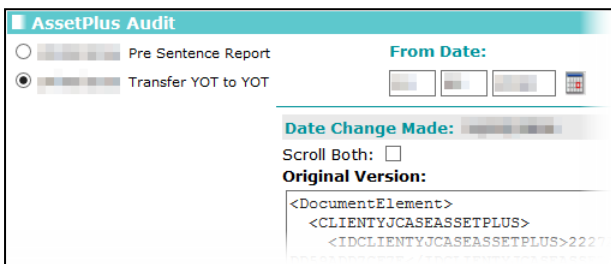 AssetPlus Audit
Pre Sentence Report
From Date:
Transfer YOT to YOT
Date Change Made:
Scroll Both:
Original Version:
<DocumentElement>
<CLIENTYJCASEASSETPLUS>
<IDCLIENTYJCASEASSETPLUS>2227